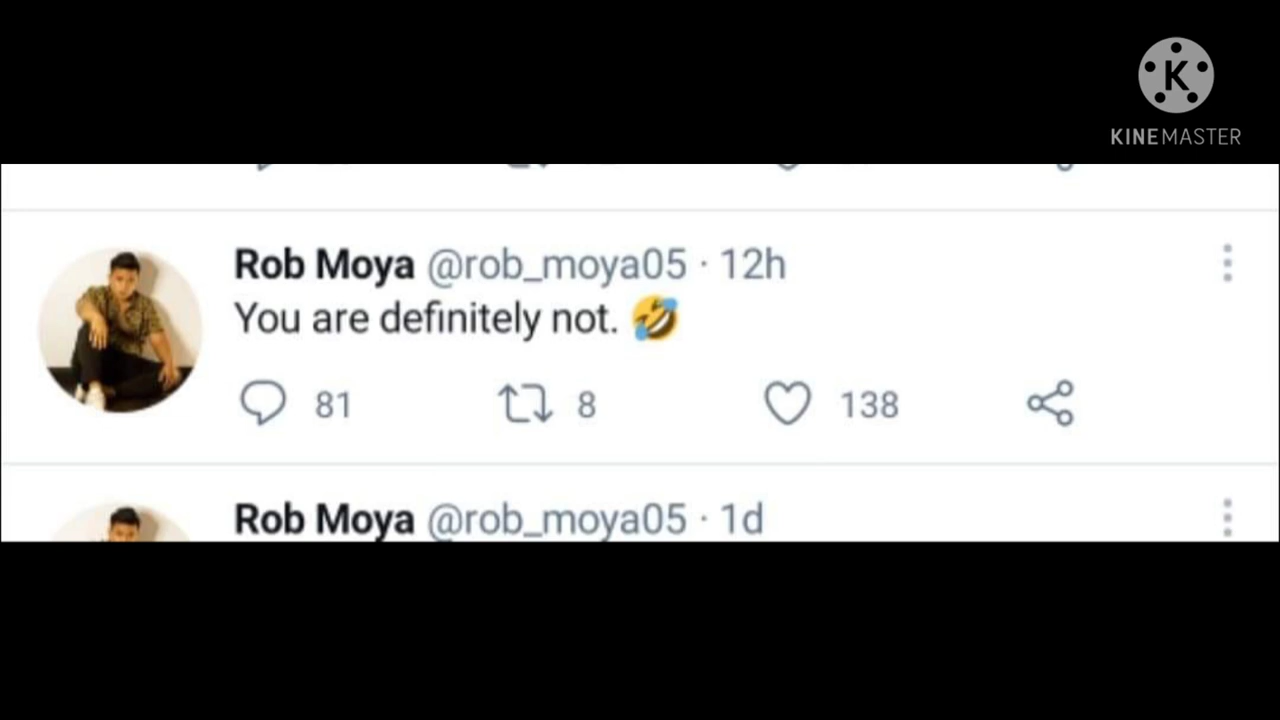 KINEMASTER
Rob Moya @rob_moya05 · 12h
You are definitely not. 🤣
81 8 138
Rob Moya @rob_moya05 · 1d